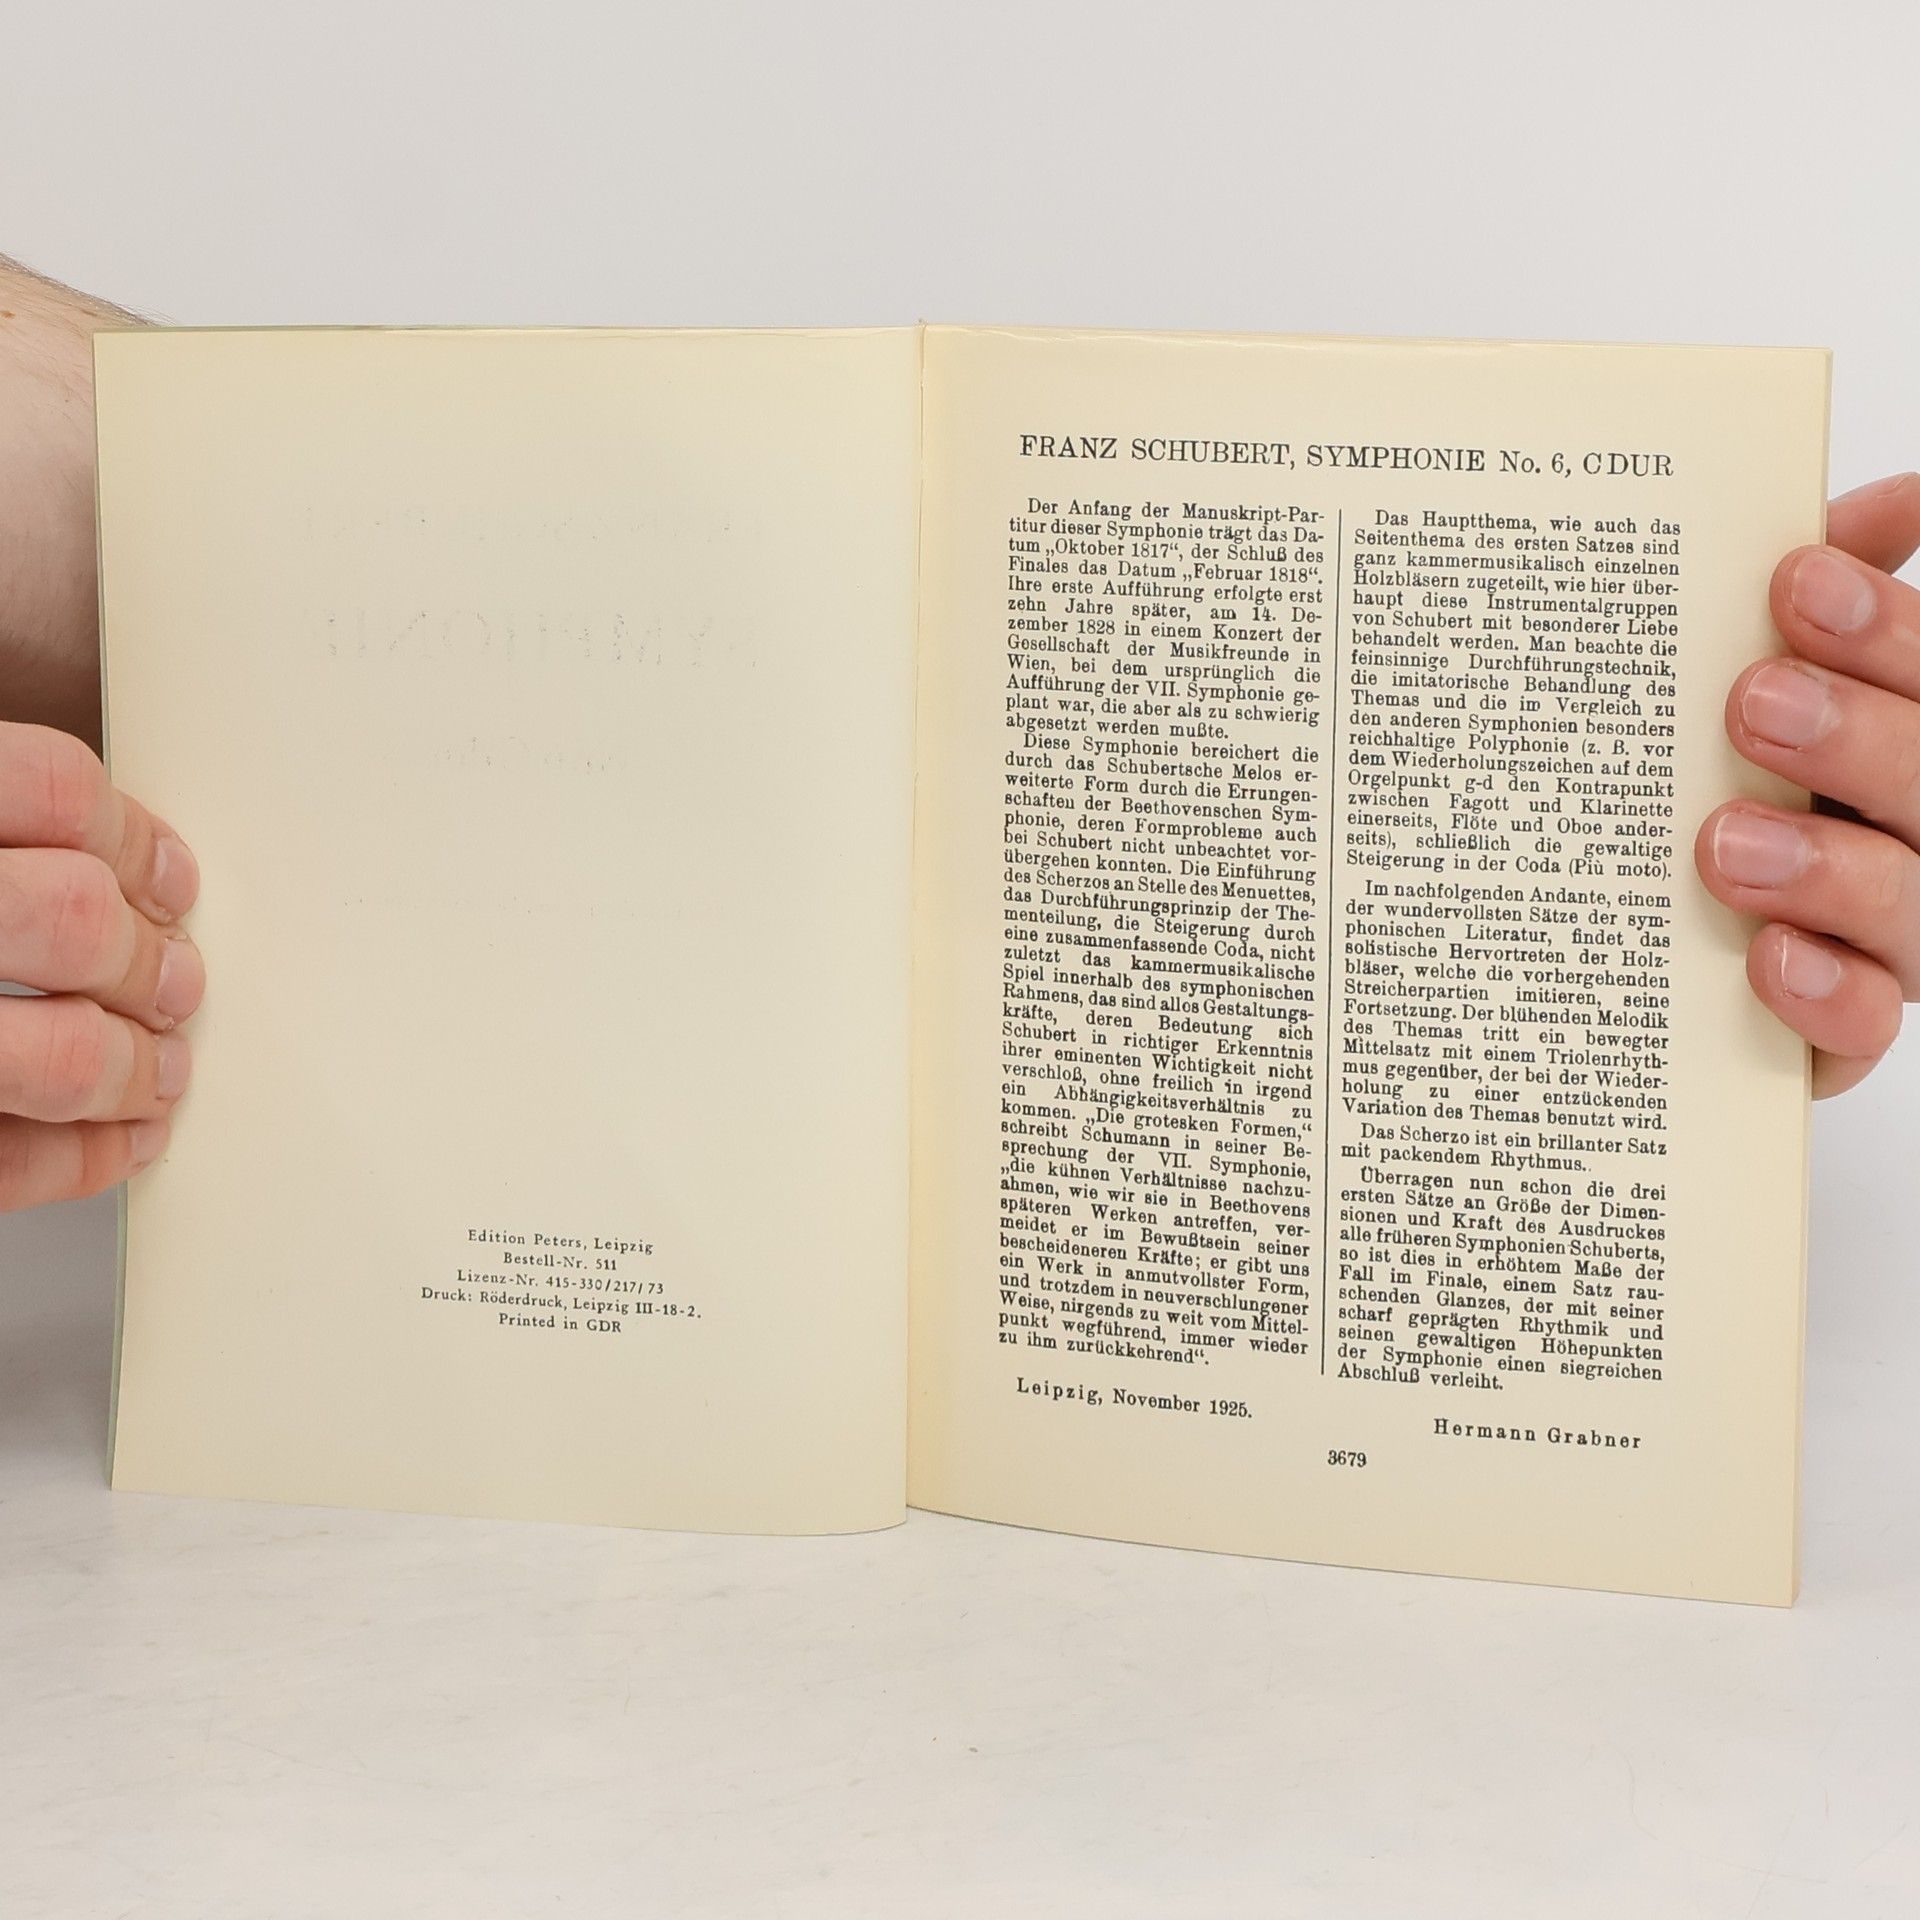 Edition Peters, Leipzig
Bestell-Nr. 511
Lizenz-Nr. 415-330/217/73
Druck: Röderdruck, Leipzig III-18-2.
Printed in GDR
FRANZ SCHUBERT, SYMPHONIE No. 6, C DUR
Der Anfang der Manuskript-Par-
titur dieser Symphonie trägt das Da-
tum „Oktober 1817“, der Schluß des
Finales das Datum „Februar 1818“.
Ihre erste Aufführung erfolgte erst
zehn Jahre später, am 14. De-
zember 1828 in einem Konzert der
Gesellschaft der Musikfreunde in
Wien, bei dem ursprünglich die
Aufführung der VII. Symphonie ge-
plant war, die aber als zu schwierig
abgesetzt werden mußte.
Diese Symphonie bereichert die
durch das Schubertsche Melos er-
weiterte Form durch die Errungen-
schaften der Beethovenschen Sym-
phonie, deren Formprobleme auch
bei Schubert nicht unbeachtet vor-
übergehen konnten. Die Einführung
des Scherzos an Stelle des Menuettes,
das Durchführungsprinzip der The-
menteilung, die Steigerung durch
eine zusammenfassende Coda, nicht
zuletzt das kammermusikalische
Spiel innerhalb des symphonischen
Rahmens, das sind alles Gestaltungs-
kräfte, deren Bedeutung sich
Schubert in richtiger Erkenntnis
ihrer eminenten Wichtigkeit nicht
verschloß, ohne freilich in irgend
ein Abhängigkeitsverhältnis zu
kommen. „Die grotesken Formen,“
schreibt Schumann in seiner Be-
sprechung der VII. Symphonie,
„die kühnen Verhältnisse nachzu-
ahmen, wie wir sie in Beethovens
späteren Werken antreffen, ver-
meidet er im Bewußtsein seiner
bescheideneren Kräfte; er gibt uns
ein Werk in anmutvollster Form,
und trotzdem in neuverschlungener
Weise, nirgends zu weit vom Mittel-
punkt wegführend, immer wieder
zu ihm zurückkehrend“.
Das Hauptthema, wie auch das
Seitenthema des ersten Satzes sind
ganz kammermusikalisch einzelnen
Holzbläsern zugeteilt, wie hier über-
haupt diese Instrumentalgruppen
von Schubert mit besonderer Liebe
behandelt werden. Man beachte die
feinsinnige Durchführungstechnik,
die imitatorische Behandlung des
Themas und die im Vergleich zu
den anderen Symphonien besonders
reichhaltige Polyphonie (z. B. vor
dem Wiederholungszeichen auf dem
Orgelpunkt g-d den Kontrapunkt
zwischen Fagott und Klarinette
einerseits, Flöte und Oboe ander-
seits), schließlich die gewaltige
Steigerung in der Coda (Più moto).
Im nachfolgenden Andante, einem
der wundervollsten Sätze der sym-
phonischen Literatur, findet das
solistische Hervortreten der Holz-
bläser, welche die vorhergehenden
Streicherpartien imitieren, seine
Fortsetzung. Der blühenden Melodik
des Themas tritt ein bewegter
Mittelsatz mit einem Triolenrhyth-
mus gegenüber, der bei der Wieder-
holung zu einer entzückenden
Variation des Themas benutzt wird.
Das Scherzo ist ein brillanter Satz
mit packendem Rhythmus..
Überragen nun schon die drei
ersten Sätze an Größe der Dimen-
sionen und Kraft des Ausdruckes
alle früheren Symphonien Schuberts,
so ist dies in erhöhtem Maße der
Fall im Finale, einem Satz rau-
schenden Glanzes, der mit seiner
scharf geprägten Rhythmik und
seinen gewaltigen Höhepunkten
der Symphonie einen siegreichen
Abschluß verleiht.
Leipzig, November 1925.
Hermann Grabner
3679